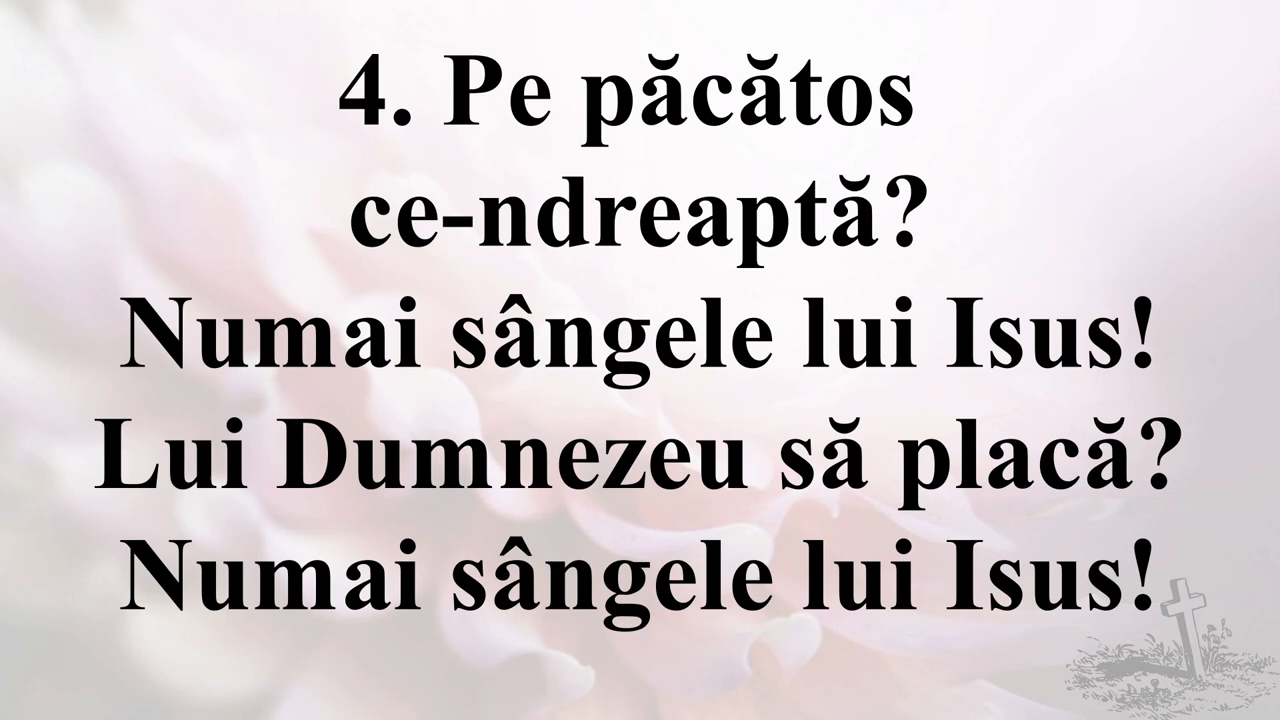 4. Pe păcătos
ce-ndreaptă?
Numai sângele lui Isus!
Lui Dumnezeu să placă?
Numai sângele lui Isus!